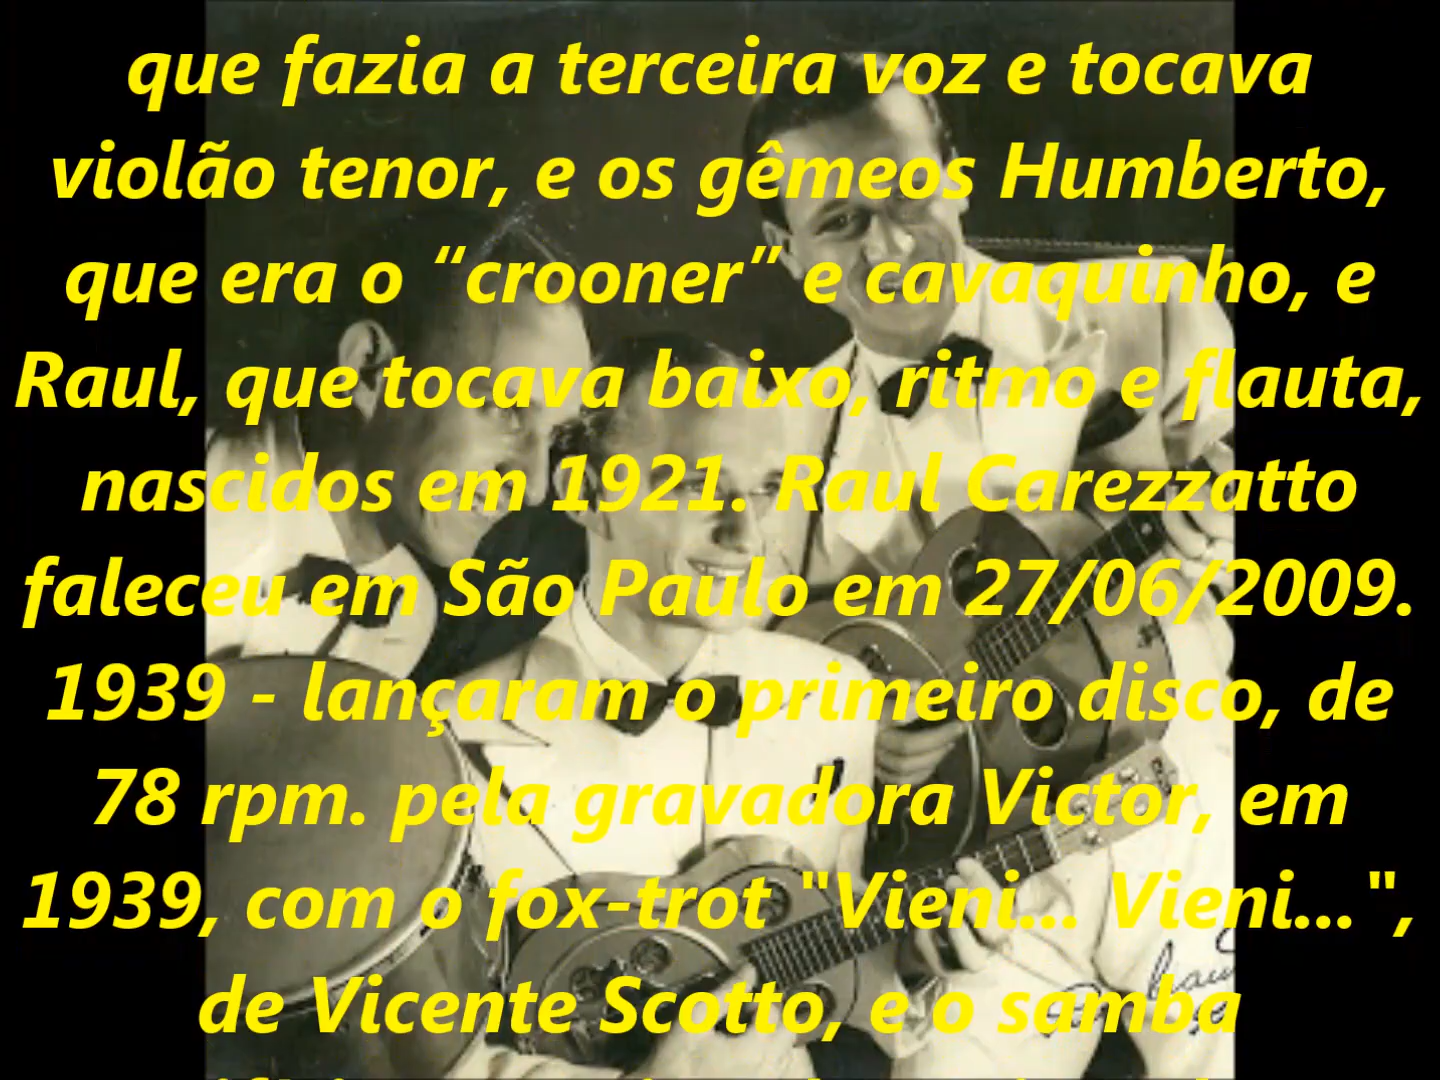 que fazia a terceira voz e tocava
violão tenor, e os gêmeos Humberto,
que era o “crooner” e cavaquinho, e
Raul, que tocava baixo, ritmo e flauta,
nascidos em 1921. Raul Carezzatto
faleceu em São Paulo em 27/06/2009.
1939 - lançaram o primeiro disco, de
78 rpm. pela gravadora Victor, em
1939, com o fox-trot "Vieni... Vieni...",
de Vicente Scotto, e o samba